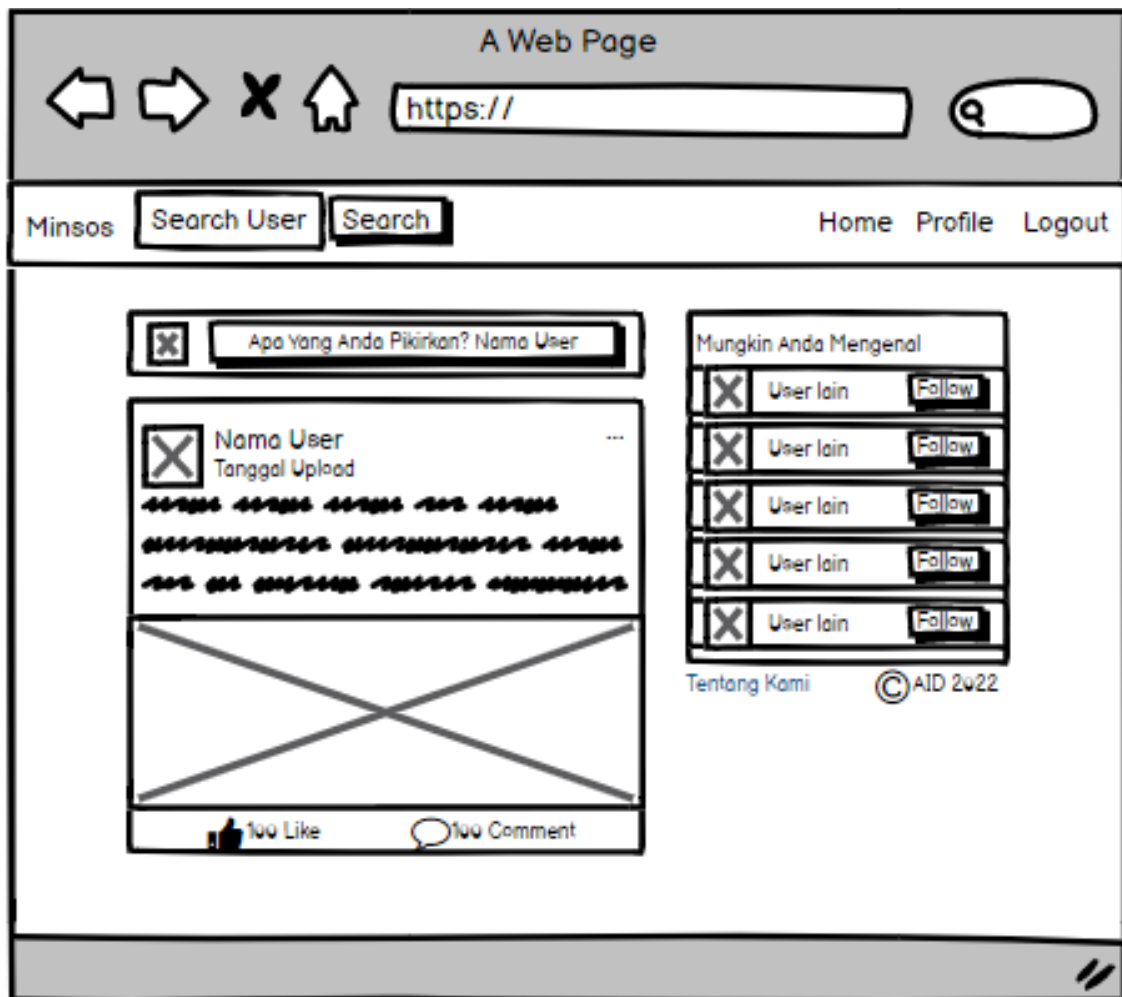 A Web Page
https://
Minsos Search User Search Home Profile Logout
Apa Yang Anda Pikirkan? Nama User
Nama User
...
Tanggal Upload
100 Like 100 Comment
Mungkin Anda Mengenal
User lain Follow
User lain Follow
User lain Follow
User lain Follow
User lain Follow
Tentang Kami © AID 2022